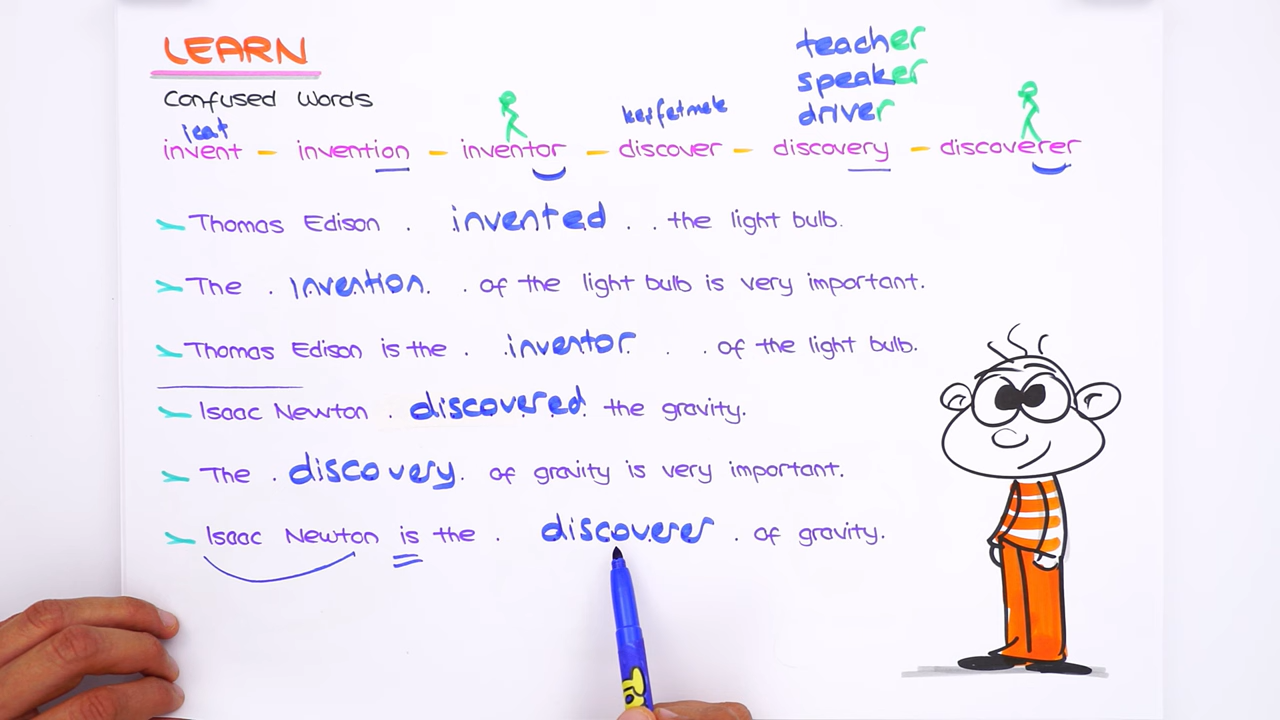 LEARN
teacher
speaker
driver
Confused Words
icat
keşfetmek
invent - invention - inventor - discover - discovery - discoverer
Thomas Edison . invented . . the light bulb.
The . invention . . of the light bulb is very important.
Thomas Edison is the . . inventor . . . of the light bulb.
Isaac Newton . discovered . the gravity.
The . discovery . of gravity is very important.
Isaac Newton is the . discoverer . of gravity.